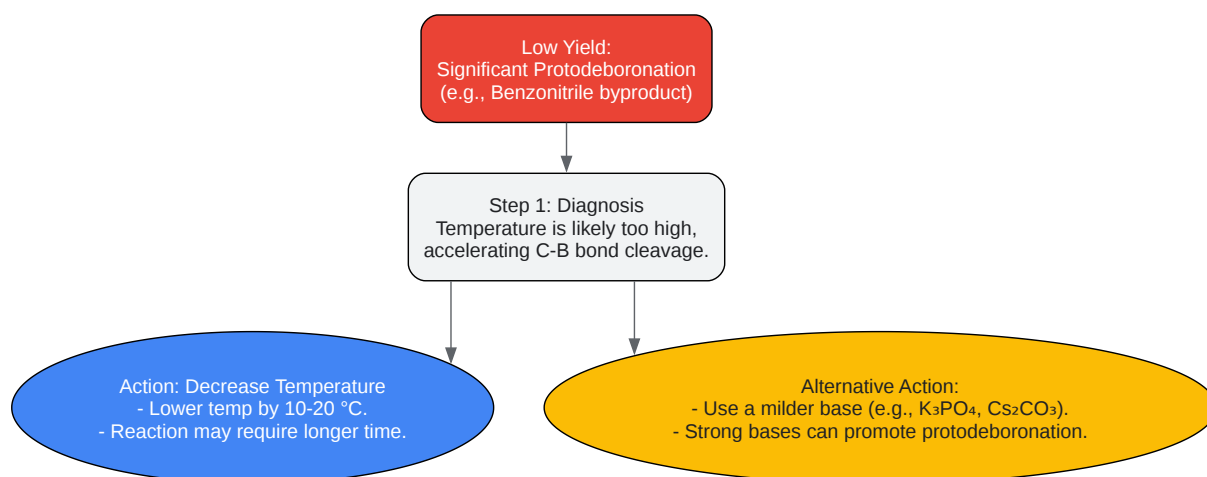 Low Yield:
Significant Protodeboronation
(e.g., Benzonitrile byproduct)
Step 1: Diagnosis
Temperature is likely too high,
accelerating C-B bond cleavage.
Action: Decrease Temperature
- Lower temp by 10-20 °C.
- Reaction may require longer time.
Alternative Action:
- Use a milder base (e.g., K₃PO₄, Cs₂CO₃).
- Strong bases can promote protodeboronation.